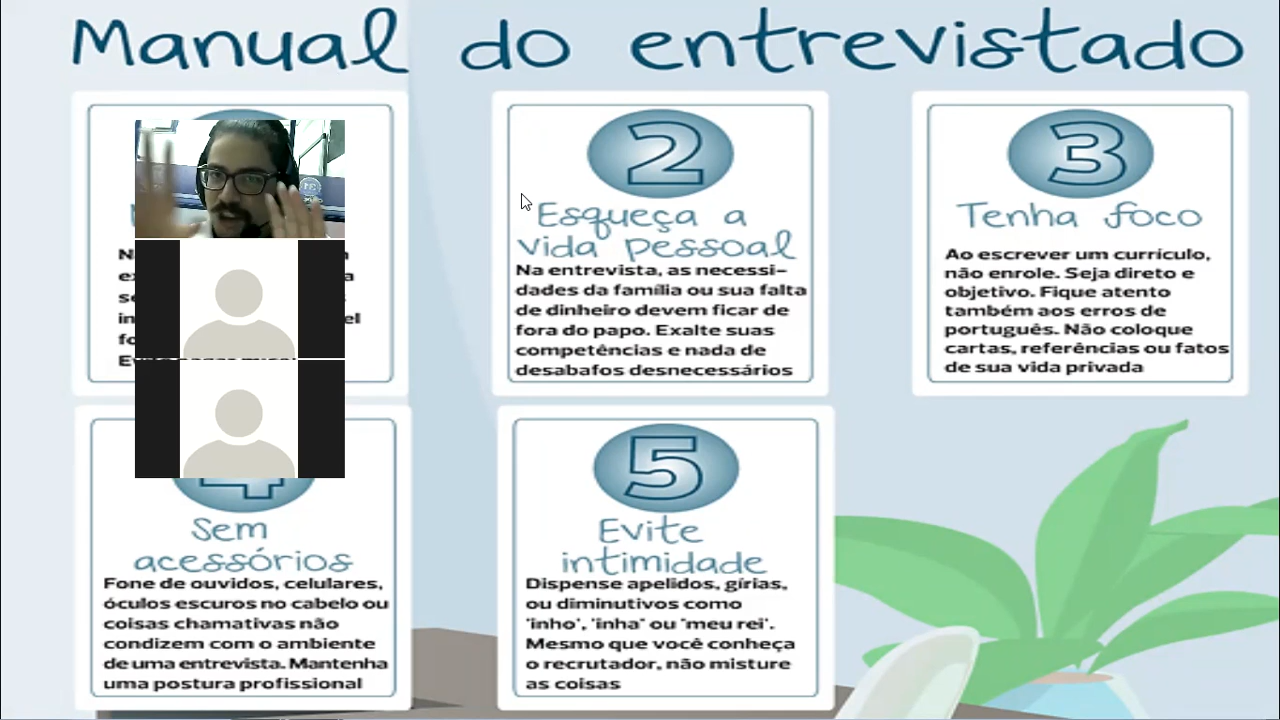 Manual do entrevistado
2
Esqueça a
vida pessoal
Na entrevista, as necessi-
dades da família ou sua falta
de dinheiro devem ficar de
fora do papo. Exalte suas
competências e nada de
desabafos desnecessários
3
Tenha foco
Ao escrever um currículo,
não enrole. Seja direto e
objetivo. Fique atento
também aos erros de
português. Não coloque
cartas, referências ou fatos
de sua vida privada
4
Sem
acessórios
Fone de ouvidos, celulares,
óculos escuros no cabelo ou
coisas chamativas não
condizem com o ambiente
de uma entrevista. Mantenha
uma postura profissional
5
Evite
intimidade
Dispense apelidos, gírias,
ou diminutivos como
'inho', 'inha' ou 'meu rei'.
Mesmo que você conheça
o recrutador, não misture
as coisas